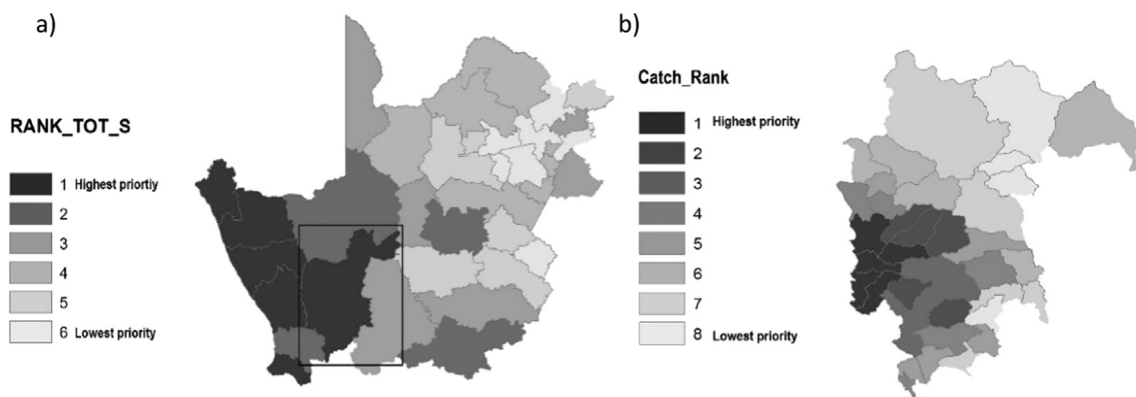 a)
RANK_TOT_S
1 Highest priortiy
2
3
4
5
6 Lowest priority
b)
Catch_Rank
1 Highest priority
2
3
4
5
6
7
8 Lowest priority